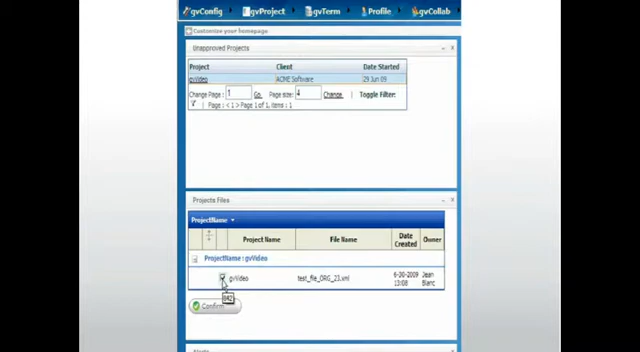 gvConfig gvProject gvTerm Profile gvCollab
Customize your homepage
Unapproved Projects
Project Client Date Started
gvVideo ACME Software 29 Jun 09
Change Page: 1 Go Page size: 4 Change Toggle Filter:
Page: < 1 > Page 1 of 1, items : 1
Projects Files
ProjectName
Project Name File Name Date Created Owner
ProjectName : gvVideo
gvVideo test_file_ORG_23.xml 6-30-2009 13:08 Jean Blanc
842
Confirm